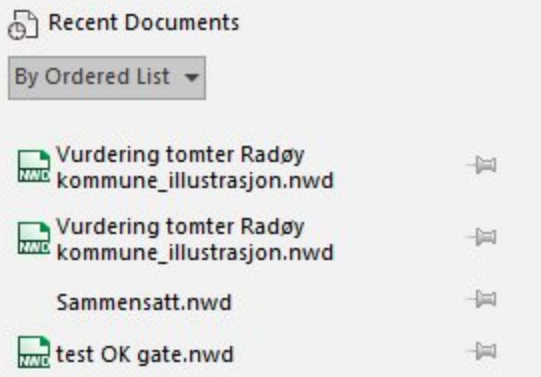 Recent Documents
By Ordered List
Vurdering tomter Radøy
NWD kommune_illustrasjon.nwd
Vurdering tomter Radøy
NWD kommune_illustrasjon.nwd
Sammensatt.nwd
NWD test OK gate.nwd